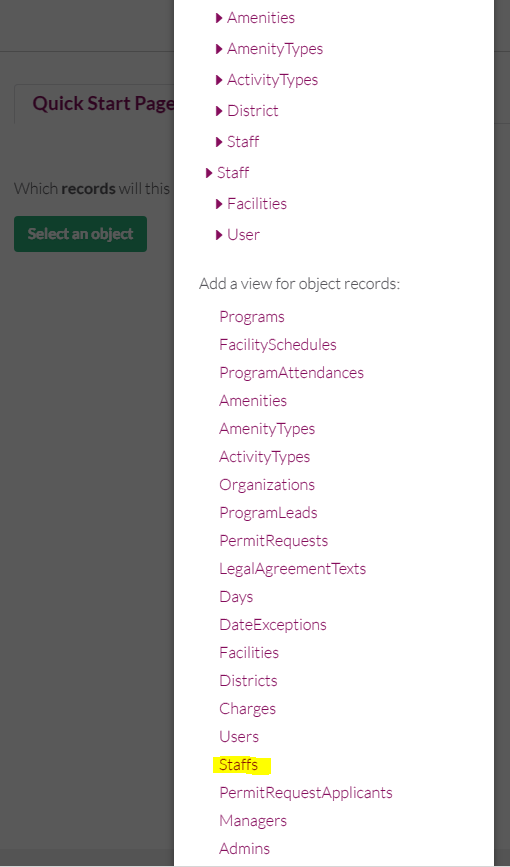 Amenities
AmenityTypes
ActivityTypes
District
Quick Start Page
Staff
Staff
Which records will this
Facilities
Select an object
User
Add a view for object records:
Programs
FacilitySchedules
ProgramAttendances
Amenities
AmenityTypes
ActivityTypes
Organizations
ProgramLeads
PermitRequests
LegalAgreementTexts
Days
DateExceptions
Facilities
Districts
Charges
Users
Staffs
PermitRequestApplicants
Managers
Admins